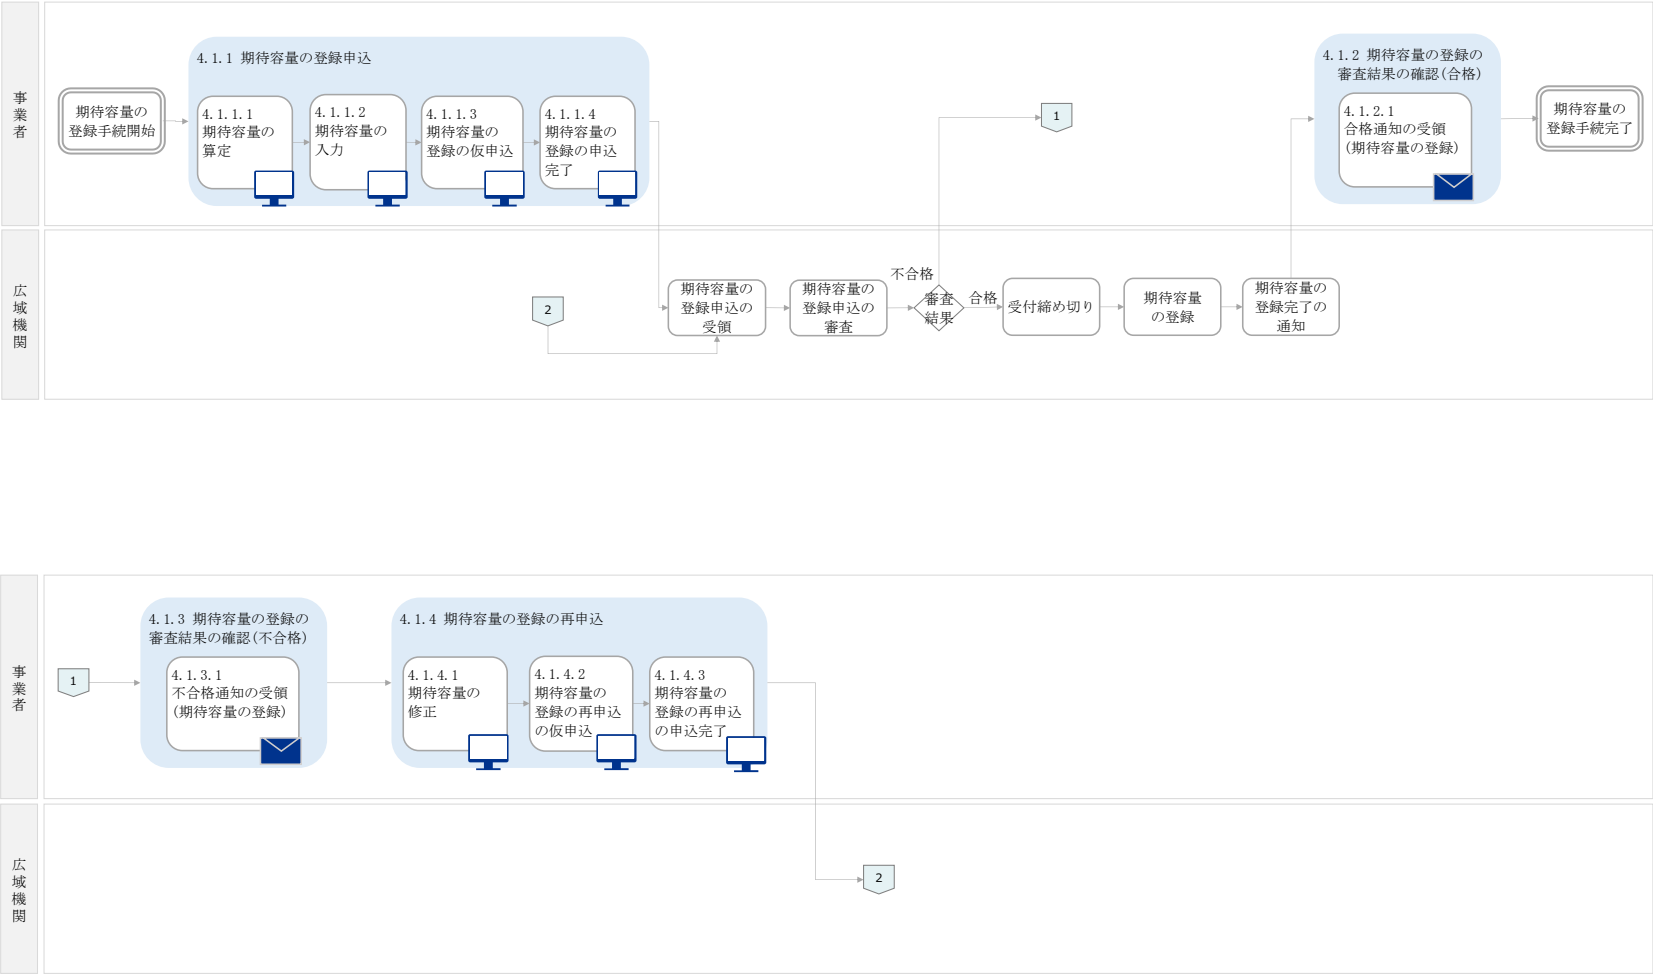 事業者
期待容量の
登録手続開始
4.1.1 期待容量の登録申込
4.1.1.1
期待容量の
算定
4.1.1.2
期待容量の
入力
4.1.1.3
期待容量の
登録の仮申込
4.1.1.4
期待容量の
登録の申込
完了
1
4.1.2 期待容量の登録の
審査結果の確認(合格)
4.1.2.1
合格通知の受領
(期待容量の登録)
期待容量の
登録手続完了
広域機関
2
期待容量の
登録申込の
受領
期待容量の
登録申込の
審査
不合格
審査
結果
合格
受付締め切り
期待容量
の登録
期待容量の
登録完了の
通知
事業者
1
4.1.3 期待容量の登録の
審査結果の確認(不合格)
4.1.3.1
不合格通知の受領
(期待容量の登録)
4.1.4 期待容量の登録の再申込
4.1.4.1
期待容量の
修正
4.1.4.2
期待容量の
登録の再申込
の仮申込
4.1.4.3
期待容量の
登録の再申込
の申込完了
広域機関
2